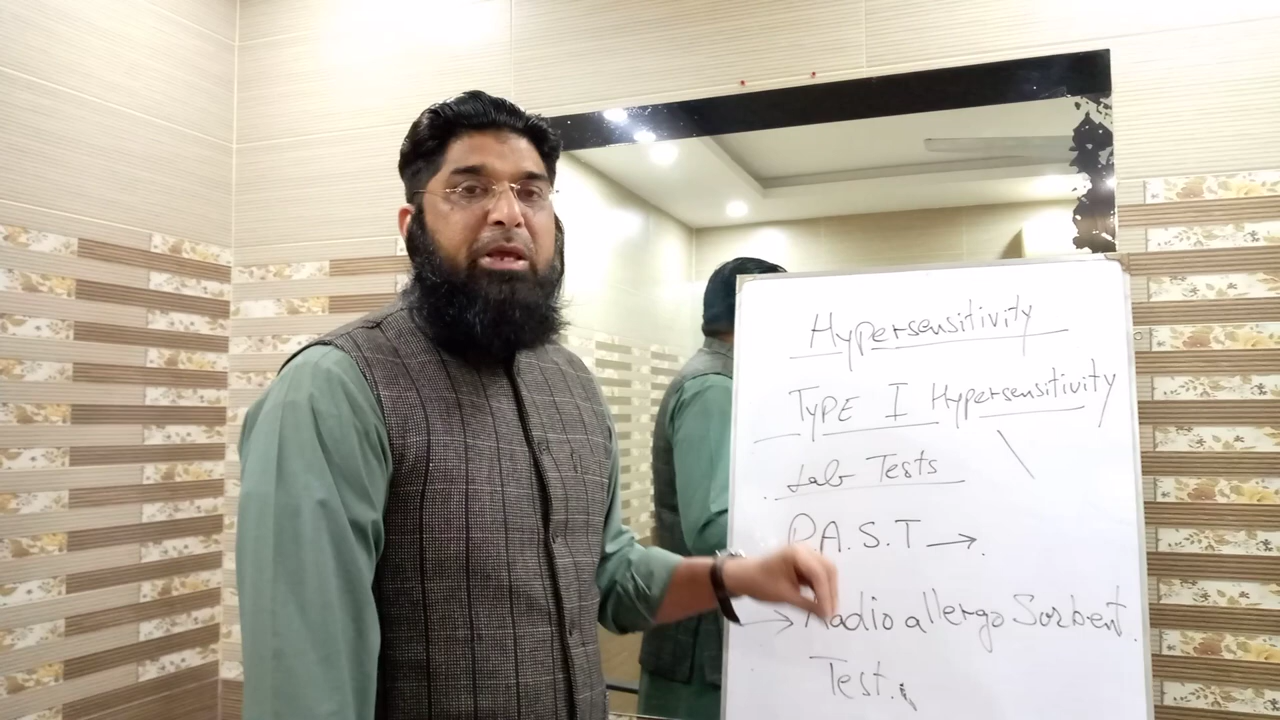 Hypersensitivity
TYPE I Hypersensitivity
Lab Tests
R.A.S.T →
→ Radio allergo Sorbent
Test.